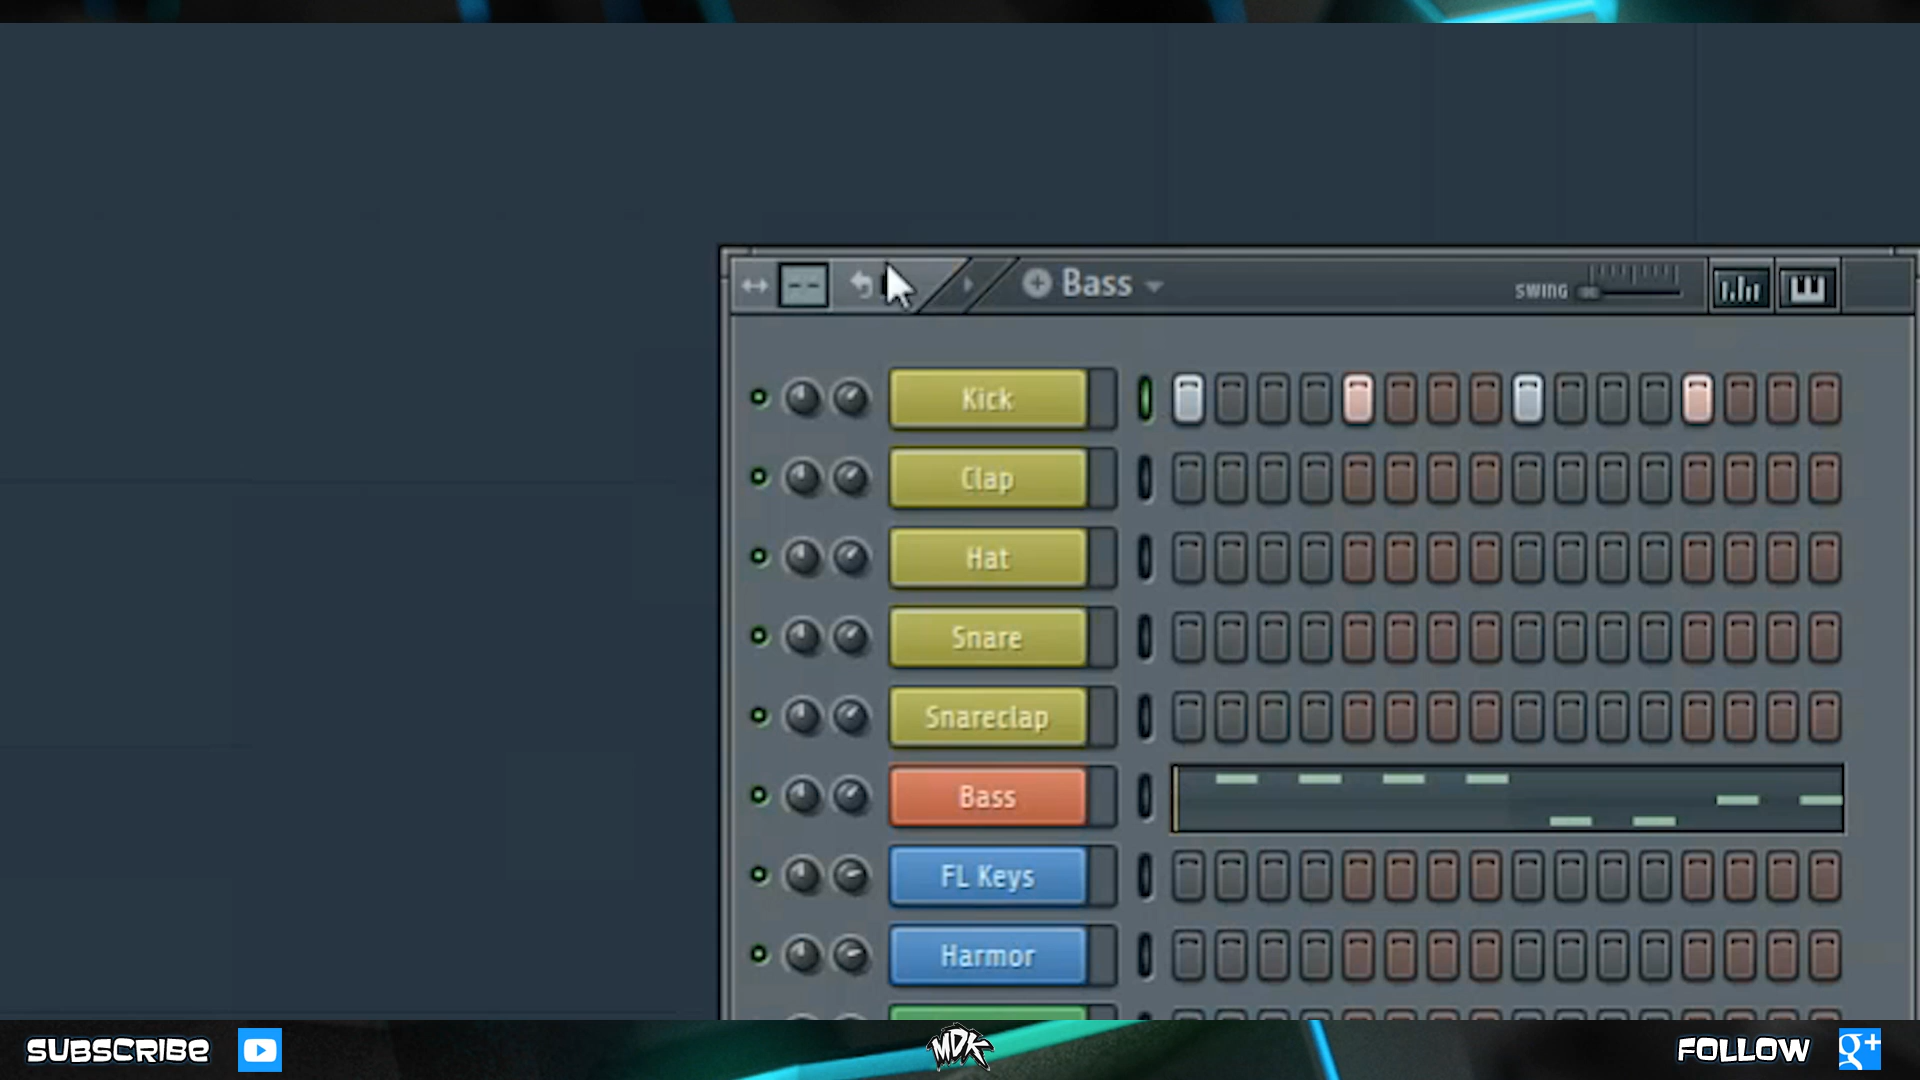 Bass
SWING
Kick
Clap
Hat
Snare
Snareclap
Bass
FL Keys
Harmor
SUBSCRIBE
MDK
FOLLOW
g+